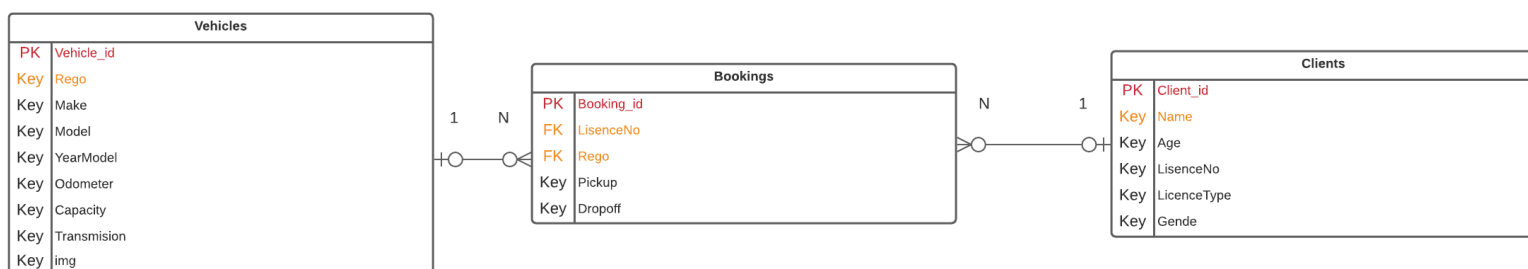 Vehicles
PK Vehicle_id
Key Rego
Key Make
Key Model
Key YearModel
Key Odometer
Key Capacity
Key Transmision
Key img
1 N
Bookings
PK Booking_id
FK LisenceNo
FK Rego
Key Pickup
Key Dropoff
N 1
Clients
PK Client_id
Key Name
Key Age
Key LisenceNo
Key LicenceType
Key Gende